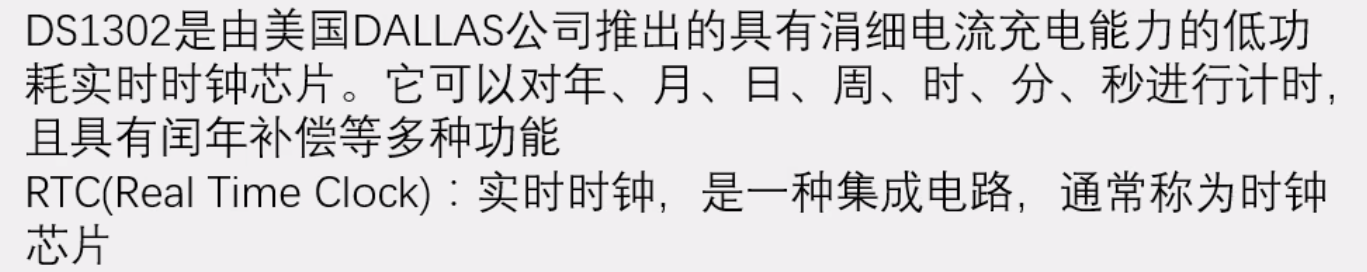 DS1302是由美国DALLAS公司推出的具有涓细电流充电能力的低功
耗实时时钟芯片。它可以对年、月、日、周、时、分、秒进行计时，
且具有闰年补偿等多种功能
RTC(Real Time Clock)：实时时钟，是一种集成电路，通常称为时钟
芯片